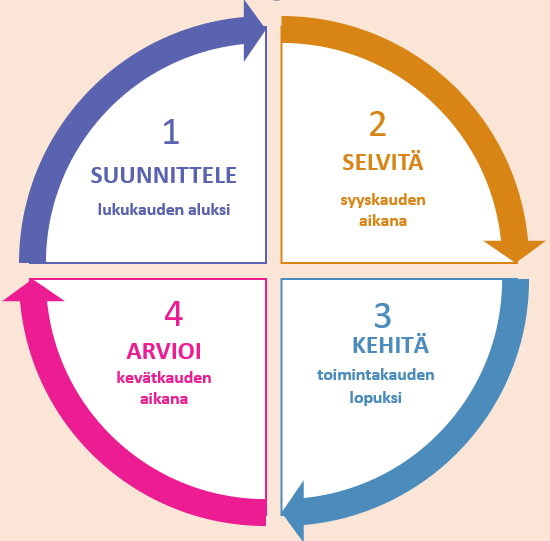 1
SUUNNITTELE
lukukauden aluksi
2
SELVITÄ
syyskauden
aikana
3
KEHITÄ
toimintakauden
lopuksi
4
ARVIOI
kevätkauden
aikana